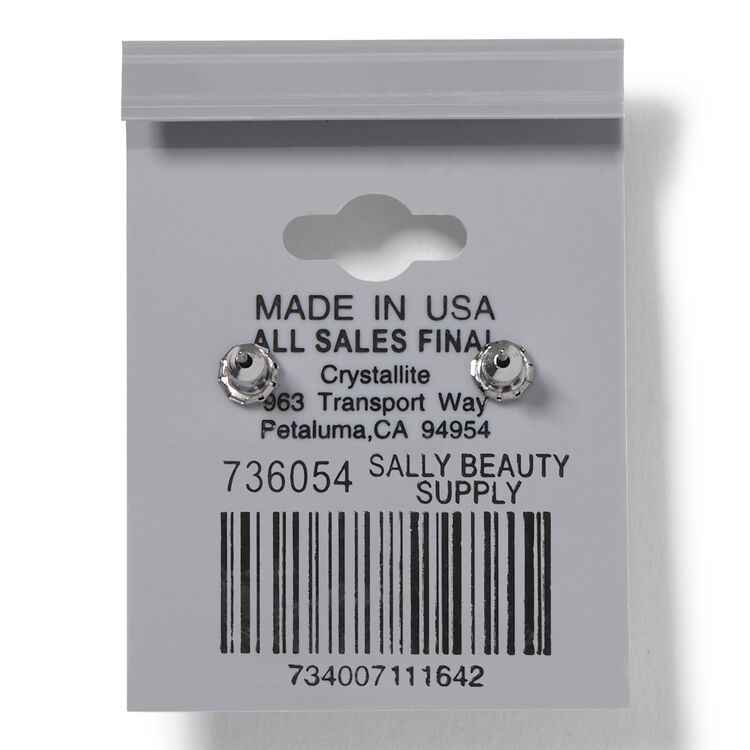 MADE IN USA
ALL SALES FINAL
Crystallite
963 Transport Way
Petaluma,CA 94954
736054 SALLY BEAUTY SUPPLY
734007111642